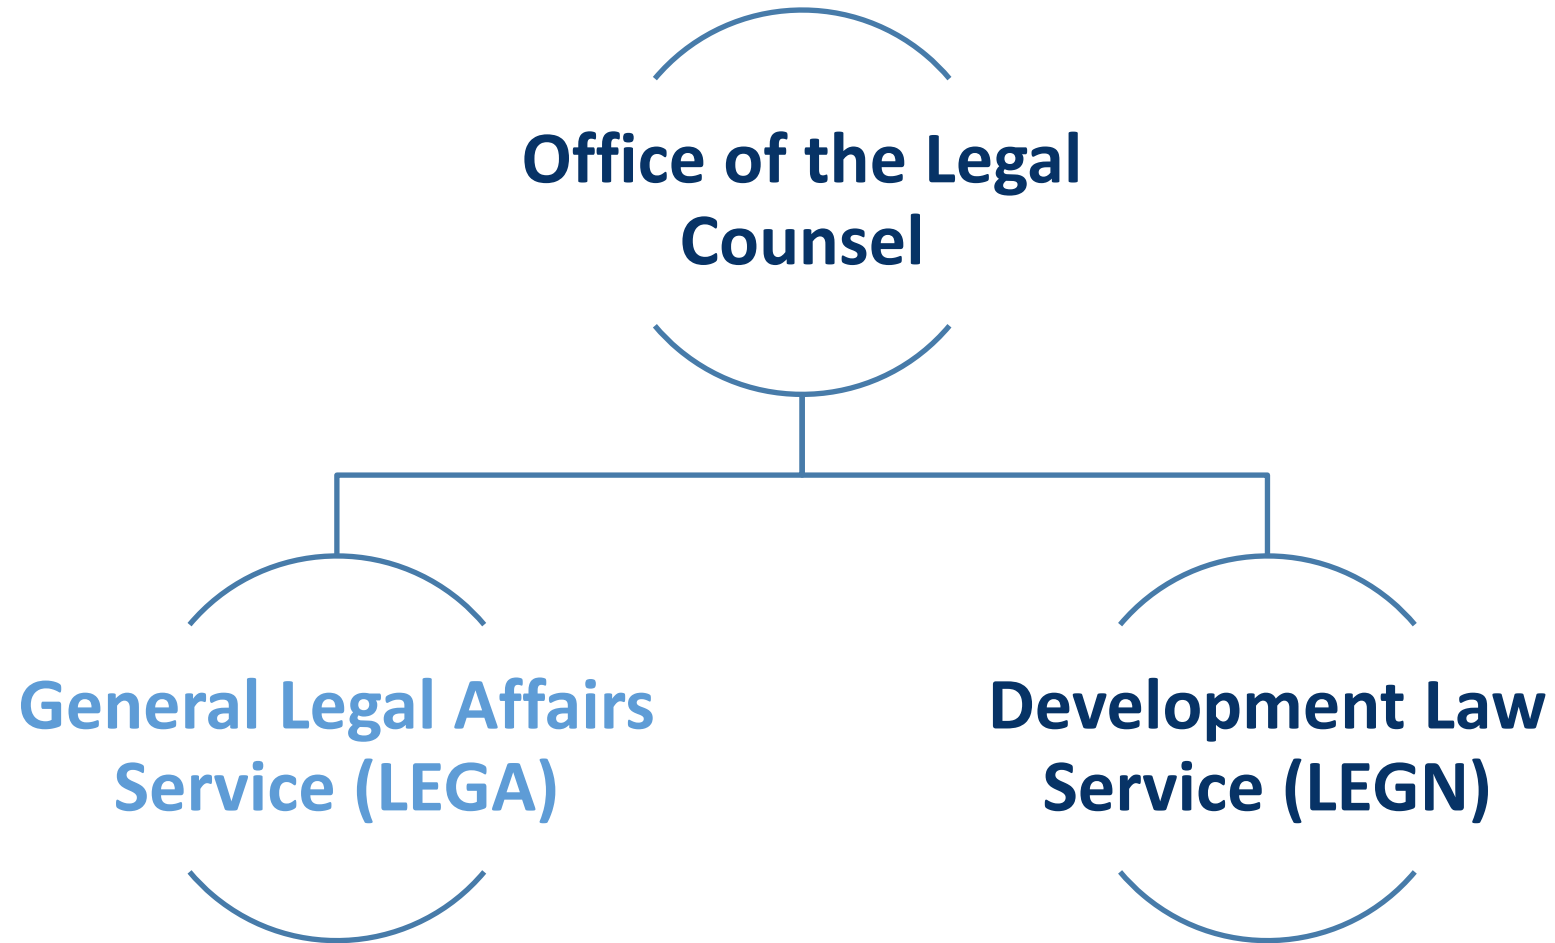 Office of the Legal
Counsel
General Legal Affairs
Service (LEGA)
Development Law
Service (LEGN)